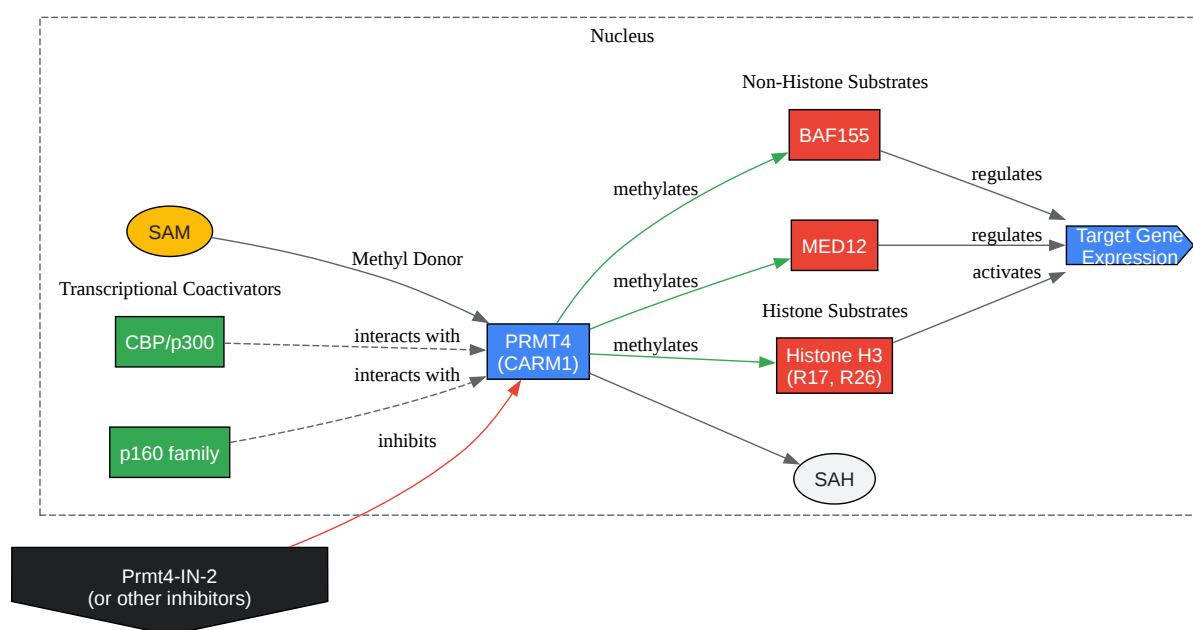 Nucleus
Non-Histone Substrates
BAF155
methylates
regulates
SAM
Methyl Donor
MED12
regulates
Target Gene
Expression
methylates
activates
Transcriptional Coactivators
CBP/p300
interacts with
PRMT4
(CARM1)
methylates
Histone Substrates
Histone H3
(R17, R26)
interacts with
p160 family
inhibits
SAH
Prmt4-IN-2
(or other inhibitors)